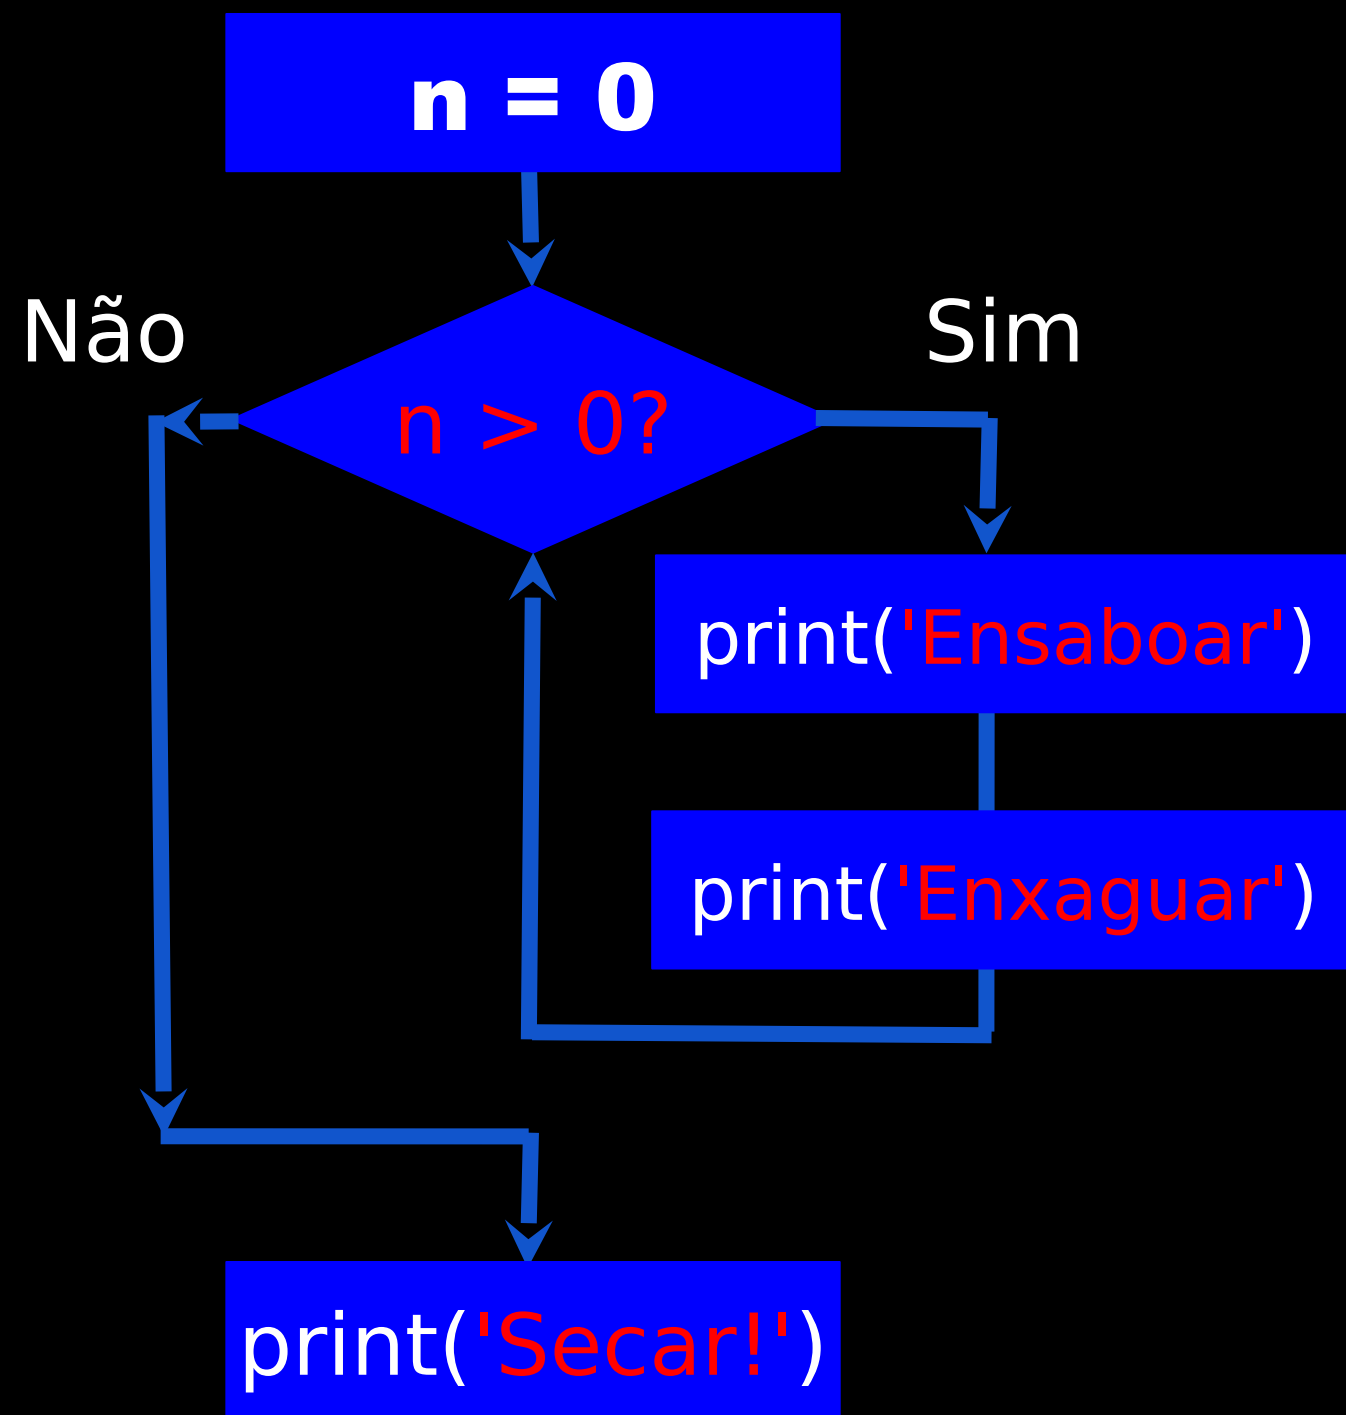 n = 0
Não
Sim
n > 0?
print('Ensaboar')
print('Enxaguar')
print('Secar!')